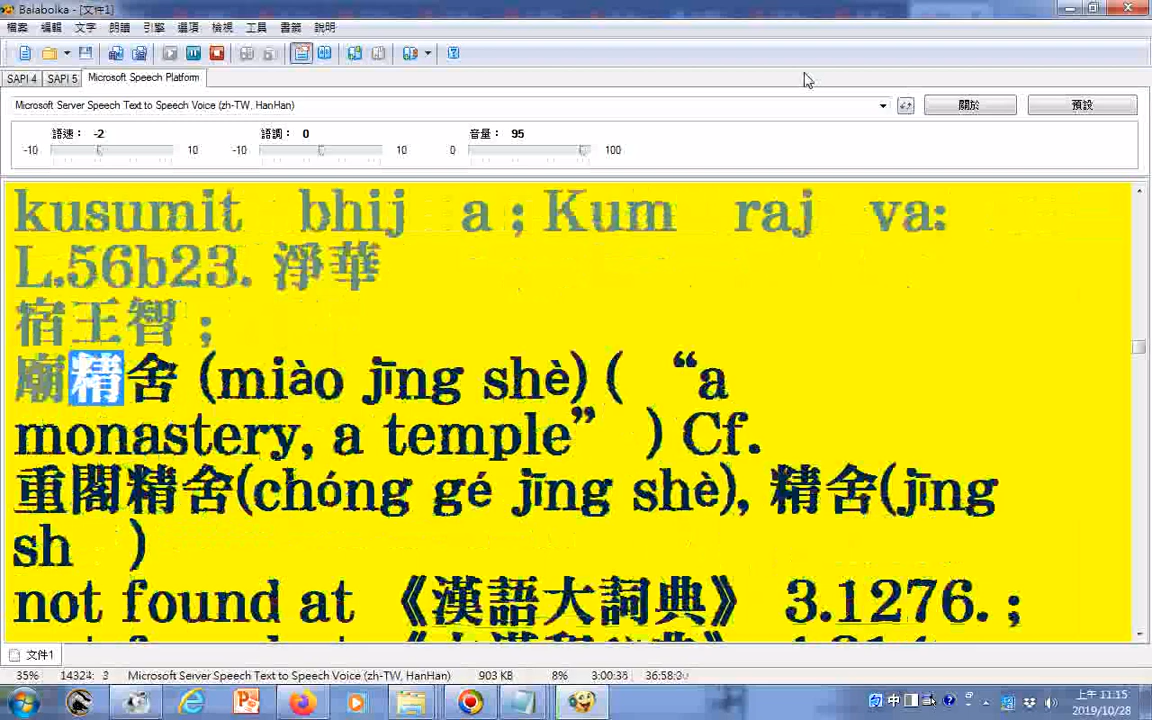 Balabolka - [文件1]
檔案 編輯 文字 朗讀 引擎 選項 檢視 工具 書籤 說明
SAPI 4 SAPI 5 Microsoft Speech Platform
Microsoft Server Speech Text to Speech Voice (zh-TW, HanHan) 關於 預設
語速： -2 語調： 0 音量： 95
-10 10 -10 10 0 100
kusumit bhij a ; Kum raj va:
L.56b23. 淨華
宿王智；
廟精舍 (miào jīng shè) ( “a
monastery, a temple” ) Cf.
重閣精舍(chóng gé jīng shè), 精舍(jīng
sh )
not found at 《漢語大詞典》 3.1276. ;
文件1
35% 14324: 3 Microsoft Server Speech Text to Speech Voice (zh-TW, HanHan) 903 KB 8% 3:00:38
中 上午 11:15
2019/10/28